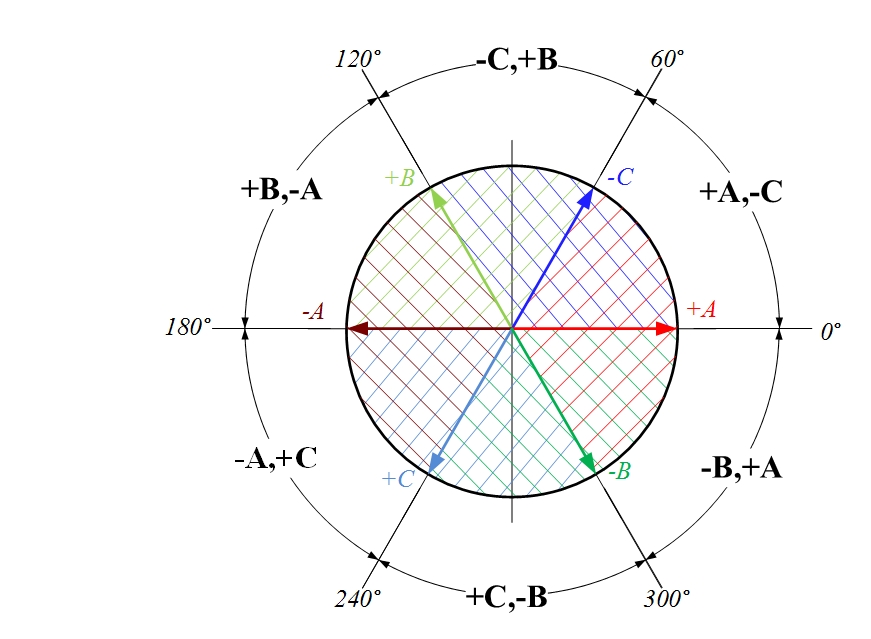 -C,+B
120°
60°
+B
-C
+B,-A
+A,-C
-A
+A
180°
0°
-A,+C
-B,+A
+C
-B
+C,-B
240°
300°